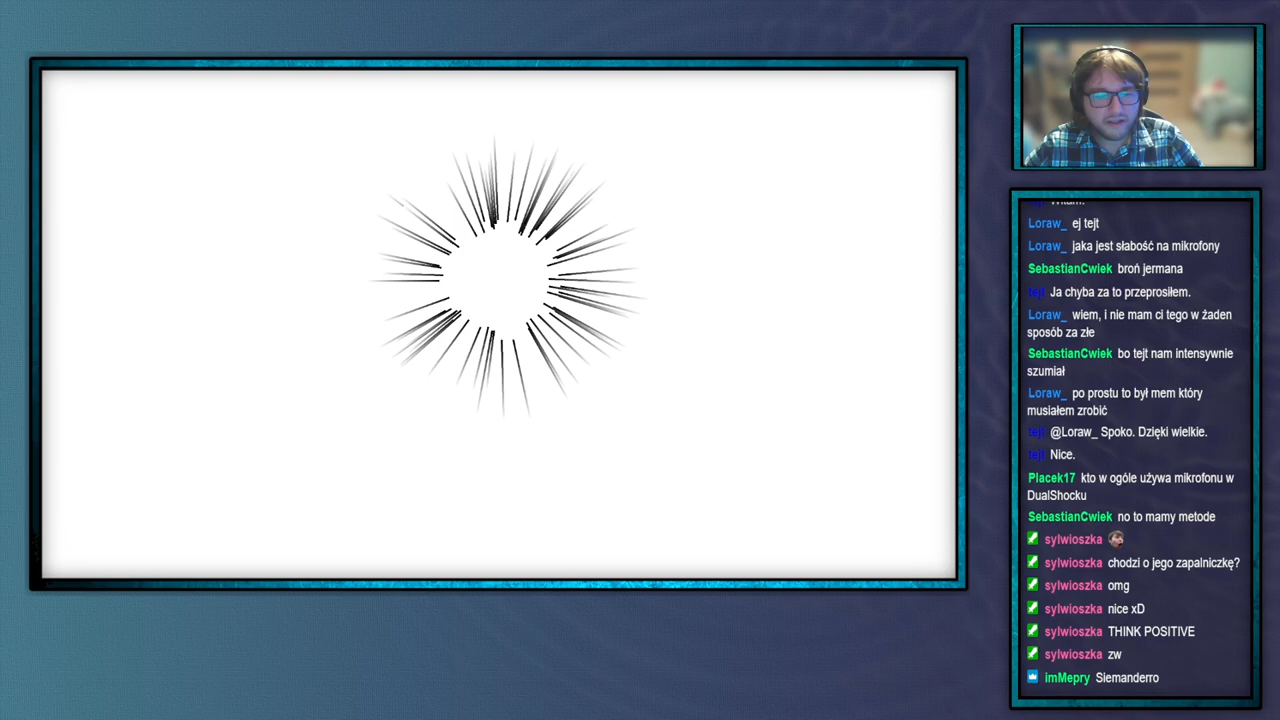 Loraw_ ej tejt
Loraw_ jaka jest słabość na mikrofony
SebastianCwiek broń jermana
tejt Ja chyba za to przeprosiłem.
Loraw_ wiem, i nie mam ci tego w żaden
sposób za złe
SebastianCwiek bo tejt nam intensywnie
szumiał
Loraw_ po prostu to był mem który
musiałem zrobić
tejt @Loraw_ Spoko. Dzięki wielkie.
tejt Nice.
Placek17 kto w ogóle używa mikrofonu w
DualShocku
SebastianCwiek no to mamy metode
sylwioszka
sylwioszka chodzi o jego zapalniczkę?
sylwioszka omg
sylwioszka nice xD
sylwioszka THINK POSITIVE
sylwioszka zw
imMepry Siemanderro